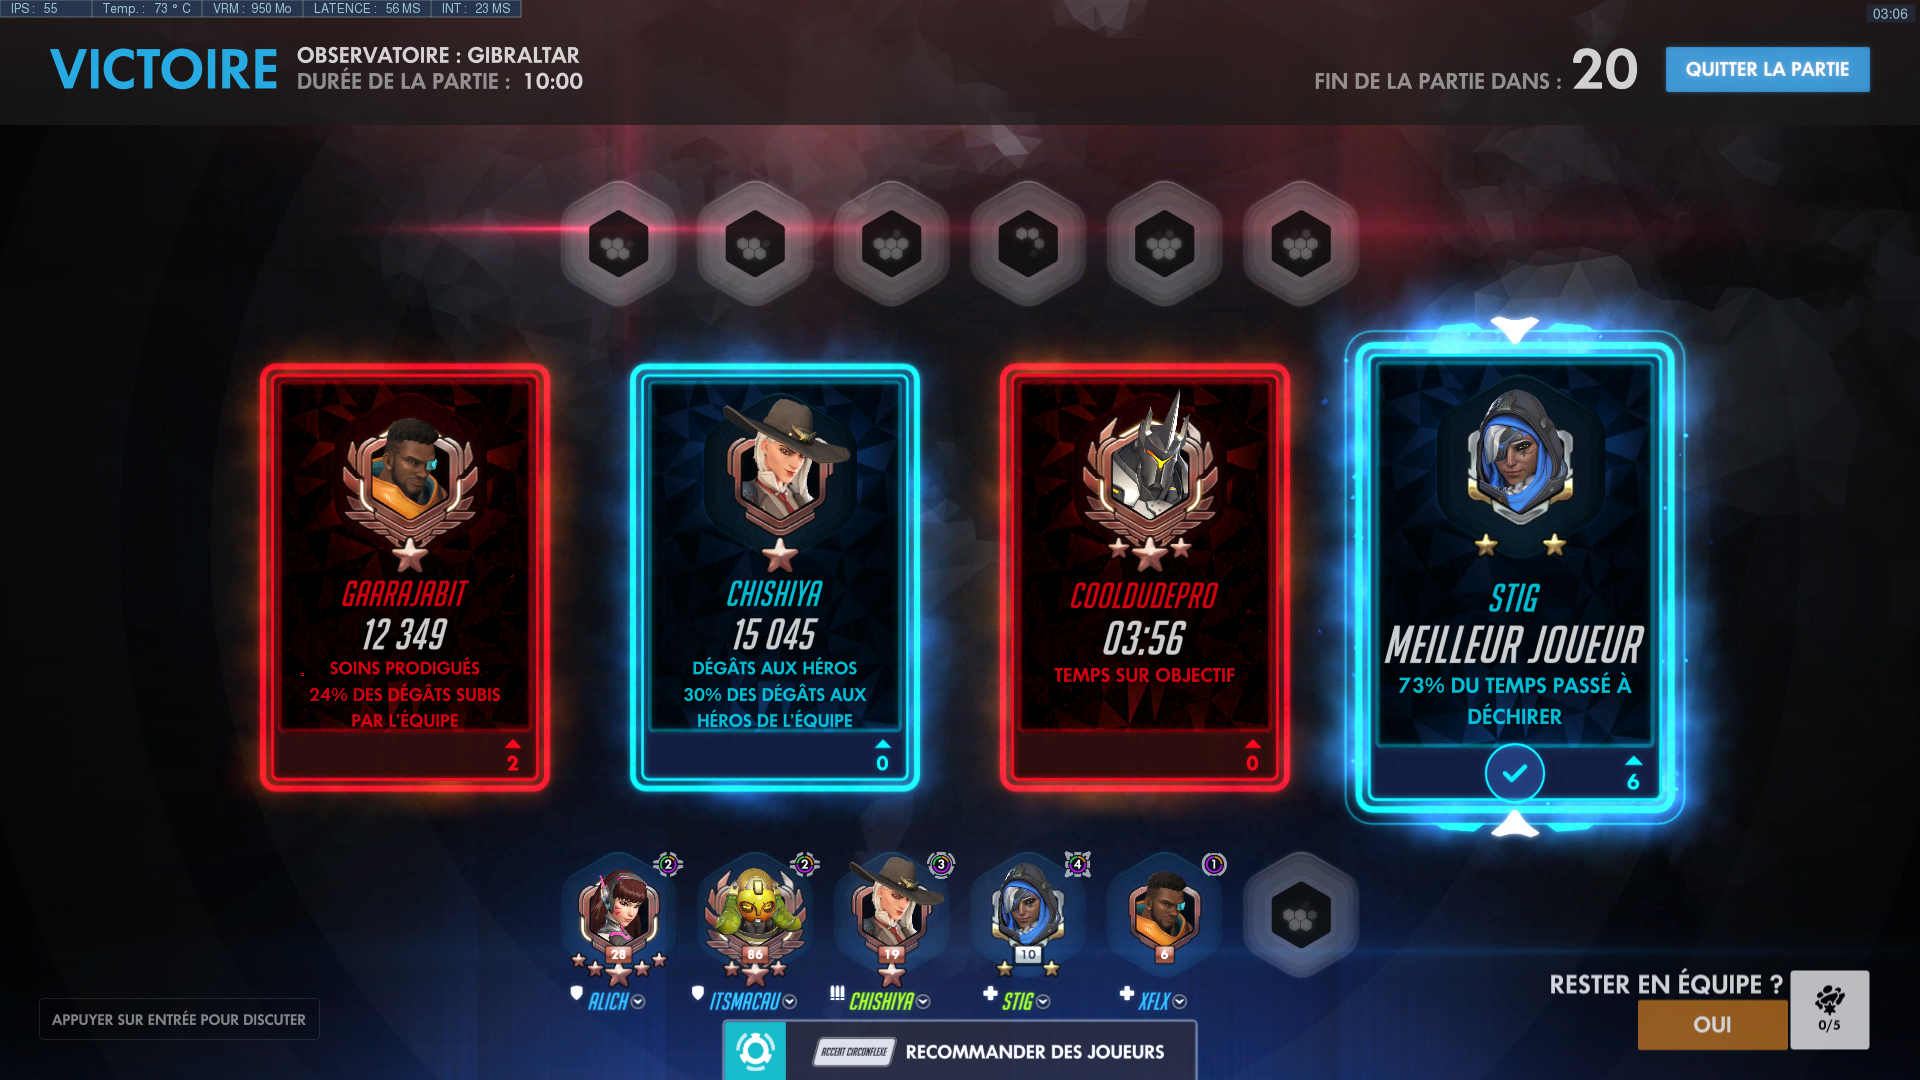 IPS : 55 Temp. : 73 ° C VRM : 950 Mo LATENCE : 56 MS INT : 23 MS
03:06
VICTOIRE
OBSERVATOIRE : GIBRALTAR
DURÉE DE LA PARTIE : 10:00
FIN DE LA PARTIE DANS : 20
QUITTER LA PARTIE
GAARAJABIT
12 349
SOINS PRODIGUÉS
24% DES DÉGÂTS SUBIS
PAR L'ÉQUIPE
2
CHISHIYA
15 045
DÉGÂTS AUX HÉROS
30% DES DÉGÂTS AUX
HÉROS DE L'ÉQUIPE
0
COOLDUDEPRO
03:56
TEMPS SUR OBJECTIF
0
STIG
MEILLEUR JOUEUR
73% DU TEMPS PASSÉ À
DÉCHIRER
6
2 2 3 4 1
28 86 19 10 6
ALICH ITSMACAU CHISHIYA STIG XFLX
APPUYER SUR ENTRÉE POUR DISCUTER
ACCENT CIRCONFLEXE RECOMMANDER DES JOUEURS
RESTER EN ÉQUIPE ?
OUI
0/5